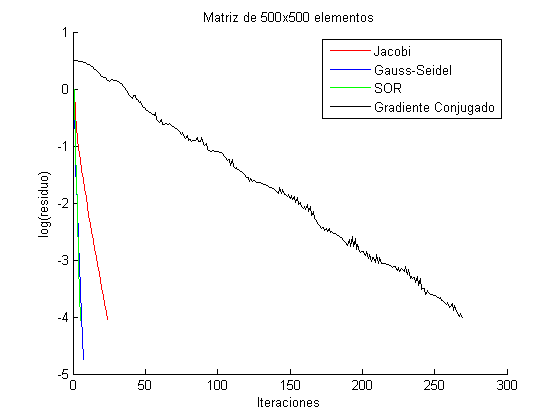 Matriz de 500x500 elementos
Jacobi
Gauss-Seidel
SOR
Gradiente Conjugado
log(residuo)
1
0
-1
-2
-3
-4
-5
0 50 100 150 200 250 300
Iteraciones